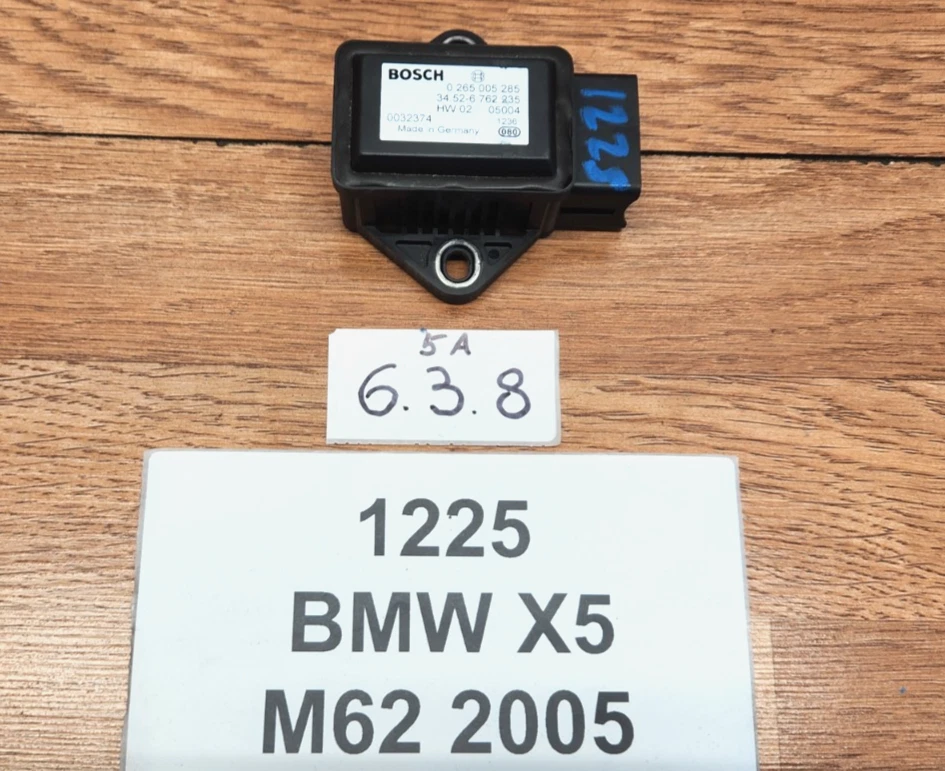 BOSCH
0 265 005 285
34.52-6 762 235
HW 02 05004
0032374 1236
Made in Germany 080
1225
5A
6.3.8
1225
BMW X5
M62 2005